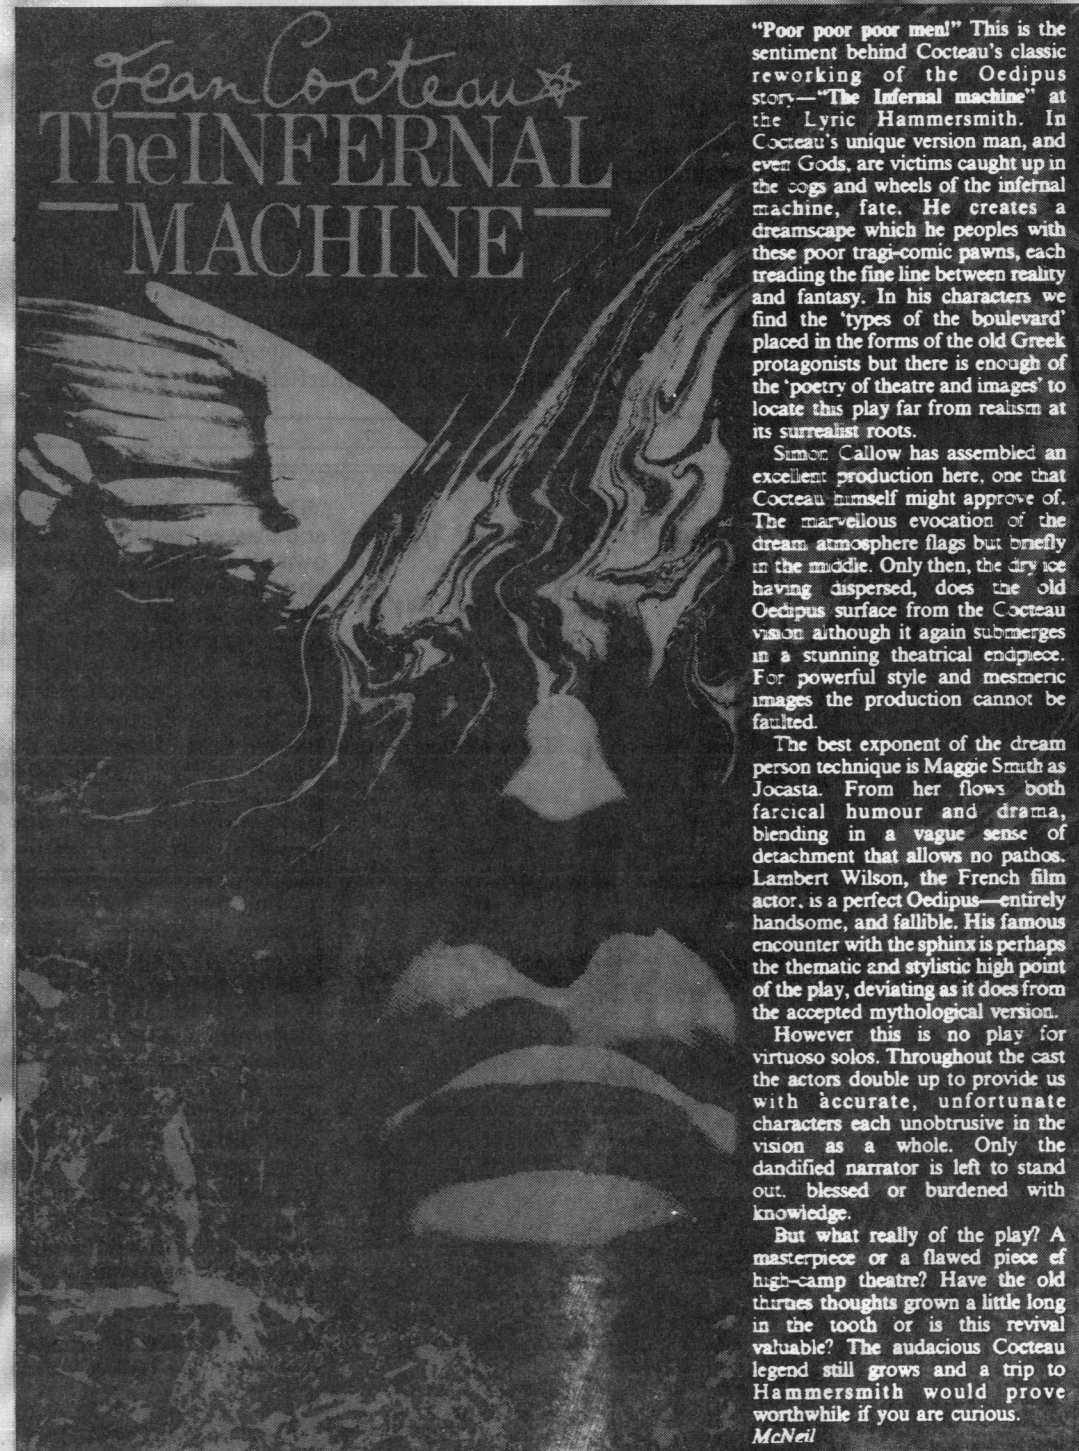 Jean Cocteau
The INFERNAL
MACHINE
"Poor poor poor men!" This is the
sentiment behind Cocteau's classic
reworking of the Oedipus
story—"The Infernal machine" at
the Lyric Hammersmith. In
Cocteau's unique version man, and
even Gods, are victims caught up in
the cogs and wheels of the infernal
machine, fate. He creates a
dreamscape which he peoples with
these poor tragi-comic pawns, each
treading the fine line between reality
and fantasy. In his characters we
find the 'types of the boulevard'
placed in the forms of the old Greek
protagonists but there is enough of
the 'poetry of theatre and images' to
locate this play far from realism at
its surrealist roots.
Simon Callow has assembled an
excellent production here, one that
Cocteau himself might approve of.
The marvellous evocation of the
dream atmosphere flags but briefly
in the middle. Only then, the dry ice
having dispersed, does the old
Oedipus surface from the Cocteau
vision although it again submerges
in a stunning theatrical endpiece.
For powerful style and mesmeric
images the production cannot be
faulted.
The best exponent of the dream
person technique is Maggie Smith as
Jocasta. From her flows both
farcical humour and drama,
blending in a vague sense of
detachment that allows no pathos.
Lambert Wilson, the French film
actor, is a perfect Oedipus—entirely
handsome, and fallible. His famous
encounter with the sphinx is perhaps
the thematic and stylistic high point
of the play, deviating as it does from
the accepted mythological version.
However this is no play for
virtuoso solos. Throughout the cast
the actors double up to provide us
with accurate, unfortunate
characters each unobtrusive in the
vision as a whole. Only the
dandified narrator is left to stand
out, blessed or burdened with
knowledge.
But what really of the play? A
masterpiece or a flawed piece of
high-camp theatre? Have the old
thirties thoughts grown a little long
in the tooth or is this revival
valuable? The audacious Cocteau
legend still grows and a trip to
Hammersmith would prove
worthwhile if you are curious.
McNeil